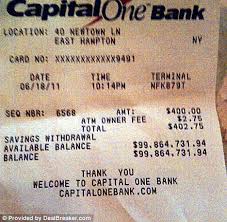 Capital One Bank
LOCATION: 40 NEWTOWN LN
EAST HAMPTON NY
CARD NO: XXXXXXXXXXXX9491
DATE TIME TERMINAL
06/18/11 10:14PM NFK879T
SEQ NBR: 6568 AMT: $400.00
ATM OWNER FEE $2.75
TOTAL $402.75
SAVINGS WITHDRAWAL
AVAILABLE BALANCE $99,864,731.94
BALANCE $99,864,731.94
THANK YOU
WELCOME TO CAPITAL ONE BANK
CAPITALONEBANK.COM
© Provided by DealBreaker.com